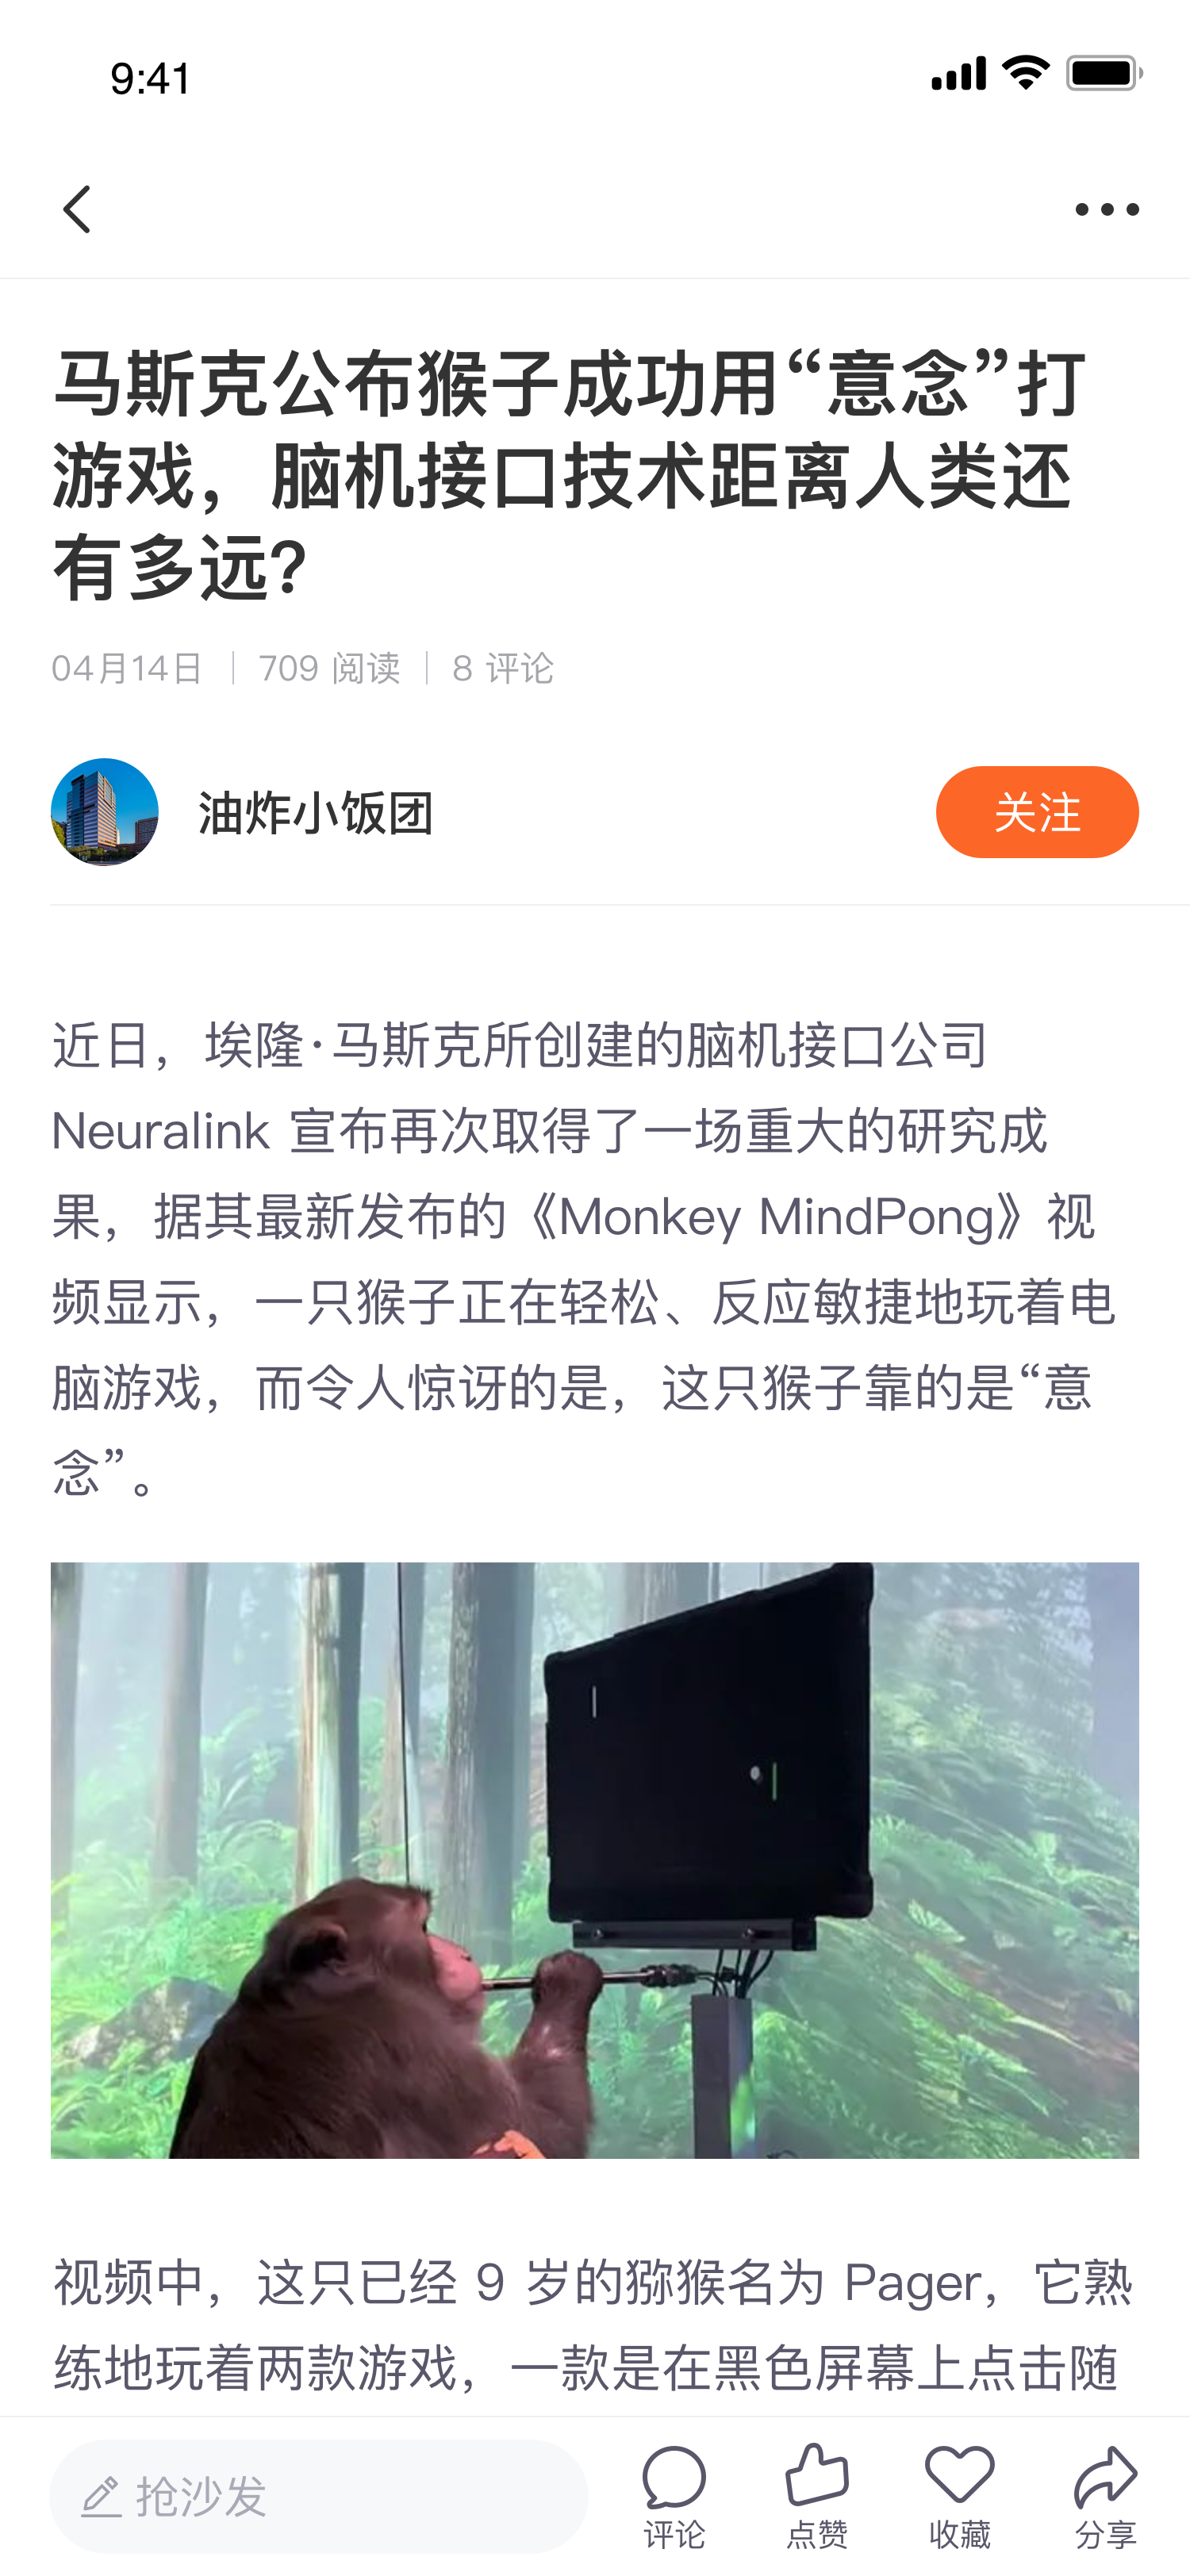 9:41
马斯克公布猴子成功用“意念”打
游戏，脑机接口技术距离人类还
有多远?
04月14日 | 709 阅读 | 8 评论
油炸小饭团
关注
近日，埃隆·马斯克所创建的脑机接口公司
Neuralink 宣布再次取得了一场重大的研究成
果，据其最新发布的《Monkey MindPong》视
频显示，一只猴子正在轻松、反应敏捷地玩着电
脑游戏，而令人惊讶的是，这只猴子靠的是“意
念”。
视频中，这只已经 9 岁的猕猴名为 Pager，它熟
练地玩着两款游戏，一款是在黑色屏幕上点击随
抢沙发
评论 点赞 收藏 分享